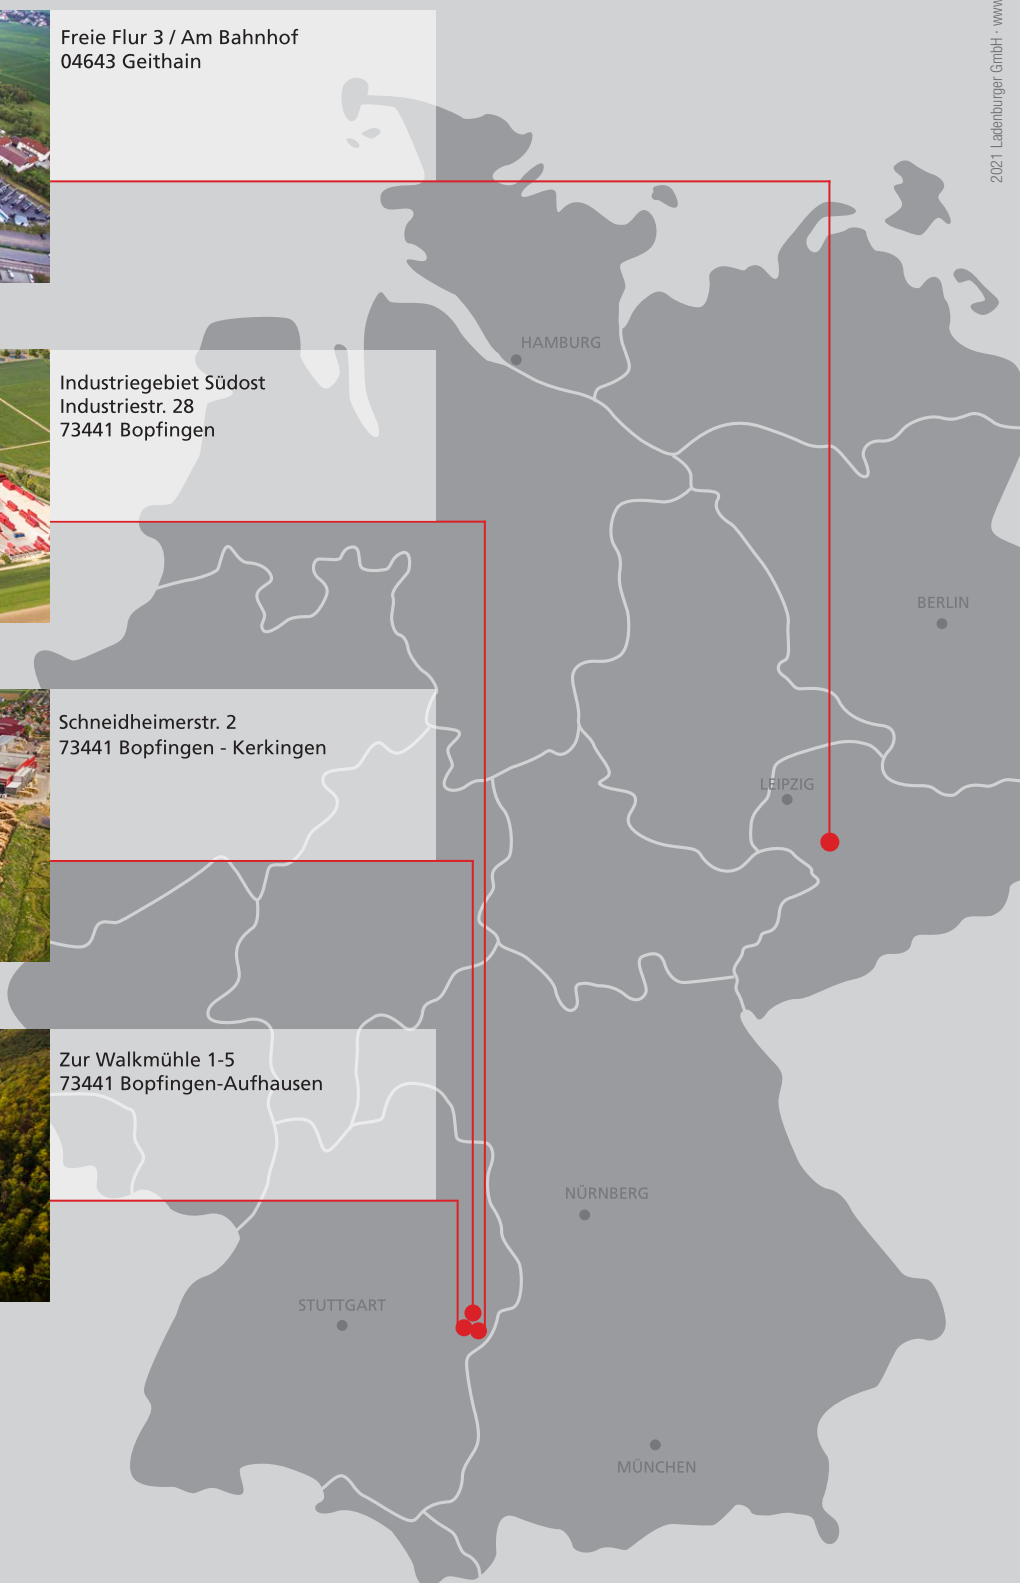 Freie Flur 3 / Am Bahnhof
04643 Geithain
2021 Ladenburger GmbH · www
HAMBURG
Industriegebiet Südost
Industriestr. 28
73441 Bopfingen
BERLIN
Schneidheimerstr. 2
73441 Bopfingen - Kerkingen
LEIPZIG
Zur Walkmühle 1-5
73441 Bopfingen-Aufhausen
NÜRNBERG
STUTTGART
MÜNCHEN